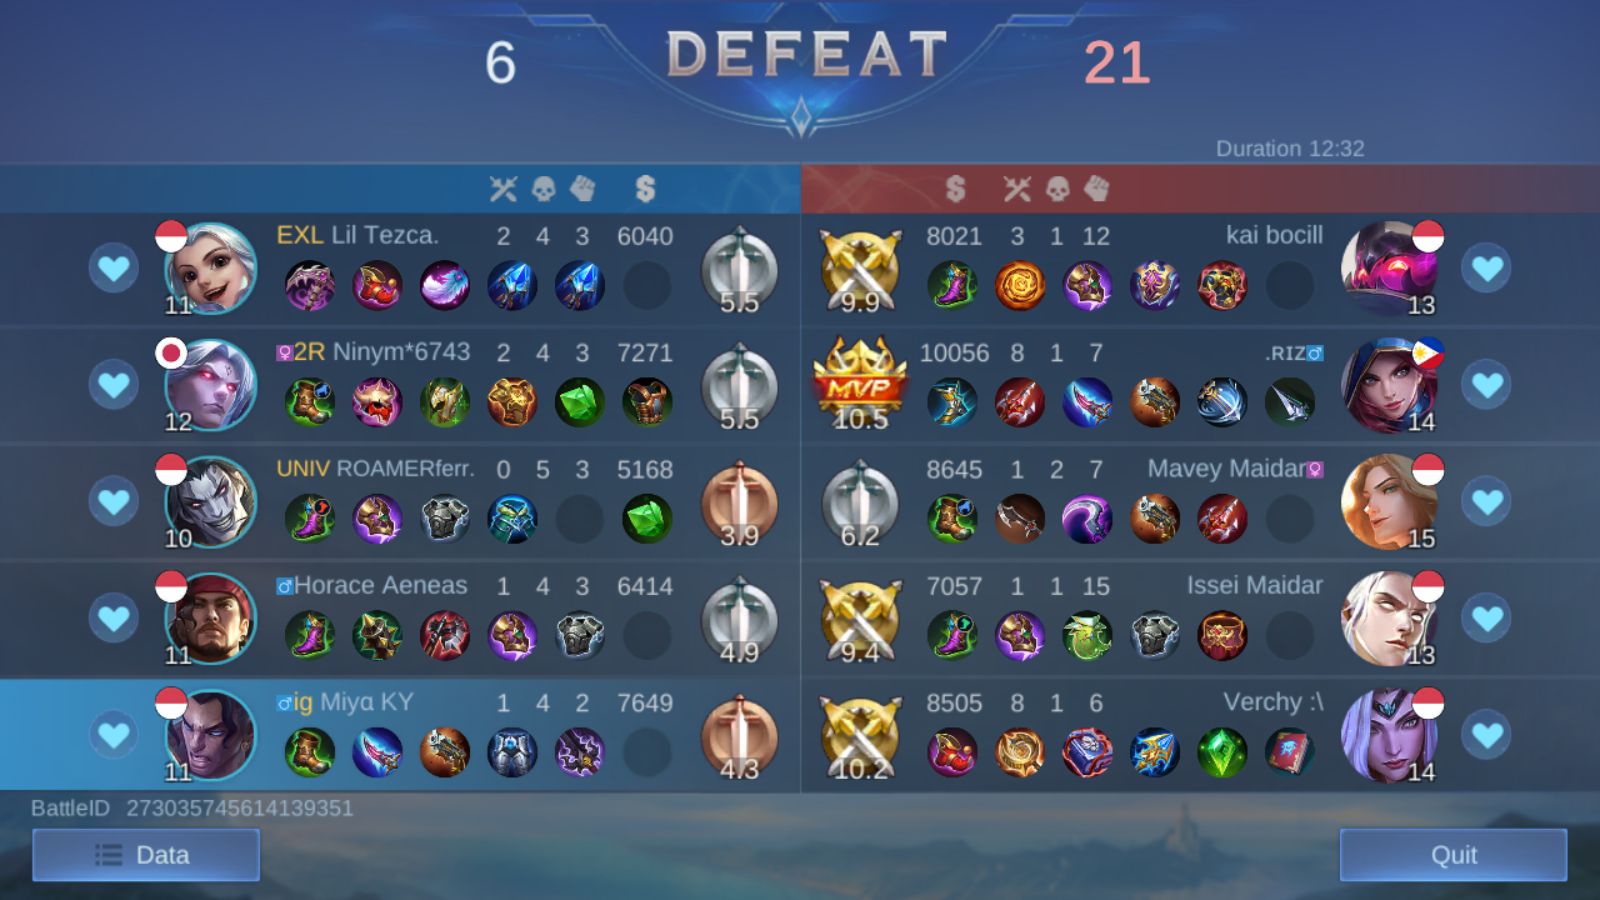 6 DEFEAT 21
Duration 12:32
EXL Lil Tezca. 2 4 3 6040
11 5.5
9.9 8021 3 1 12 kai bocill
13
2R Ninym*6743 2 4 3 7271
12 5.5
MVP 10.5 10056 8 1 7 .RIZ
14
UNIV ROAMERferr. 0 5 3 5168
10 3.9
6.2 8645 1 2 7 Mavey Maidar
15
Horace Aeneas 1 4 3 6414
11 4.9
9.4 7057 1 1 15 Issei Maidar
13
ig Miyα KY 1 4 2 7649
11 4.3
10.2 8505 8 1 6 Verchy :\
14
BattleID 273035745614139351
Data
Quit